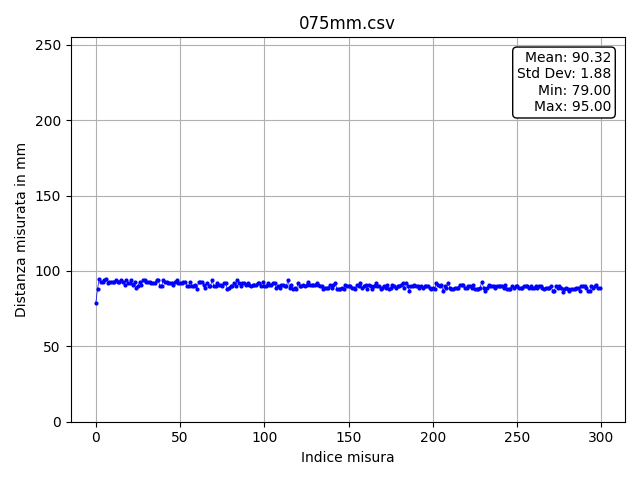 075mm.csv
250
200
150
100
50
0
Distanza misurata in mm
Mean: 90.32
Std Dev: 1.88
Min: 79.00
Max: 95.00
0 50 100 150 200 250 300
Indice misura